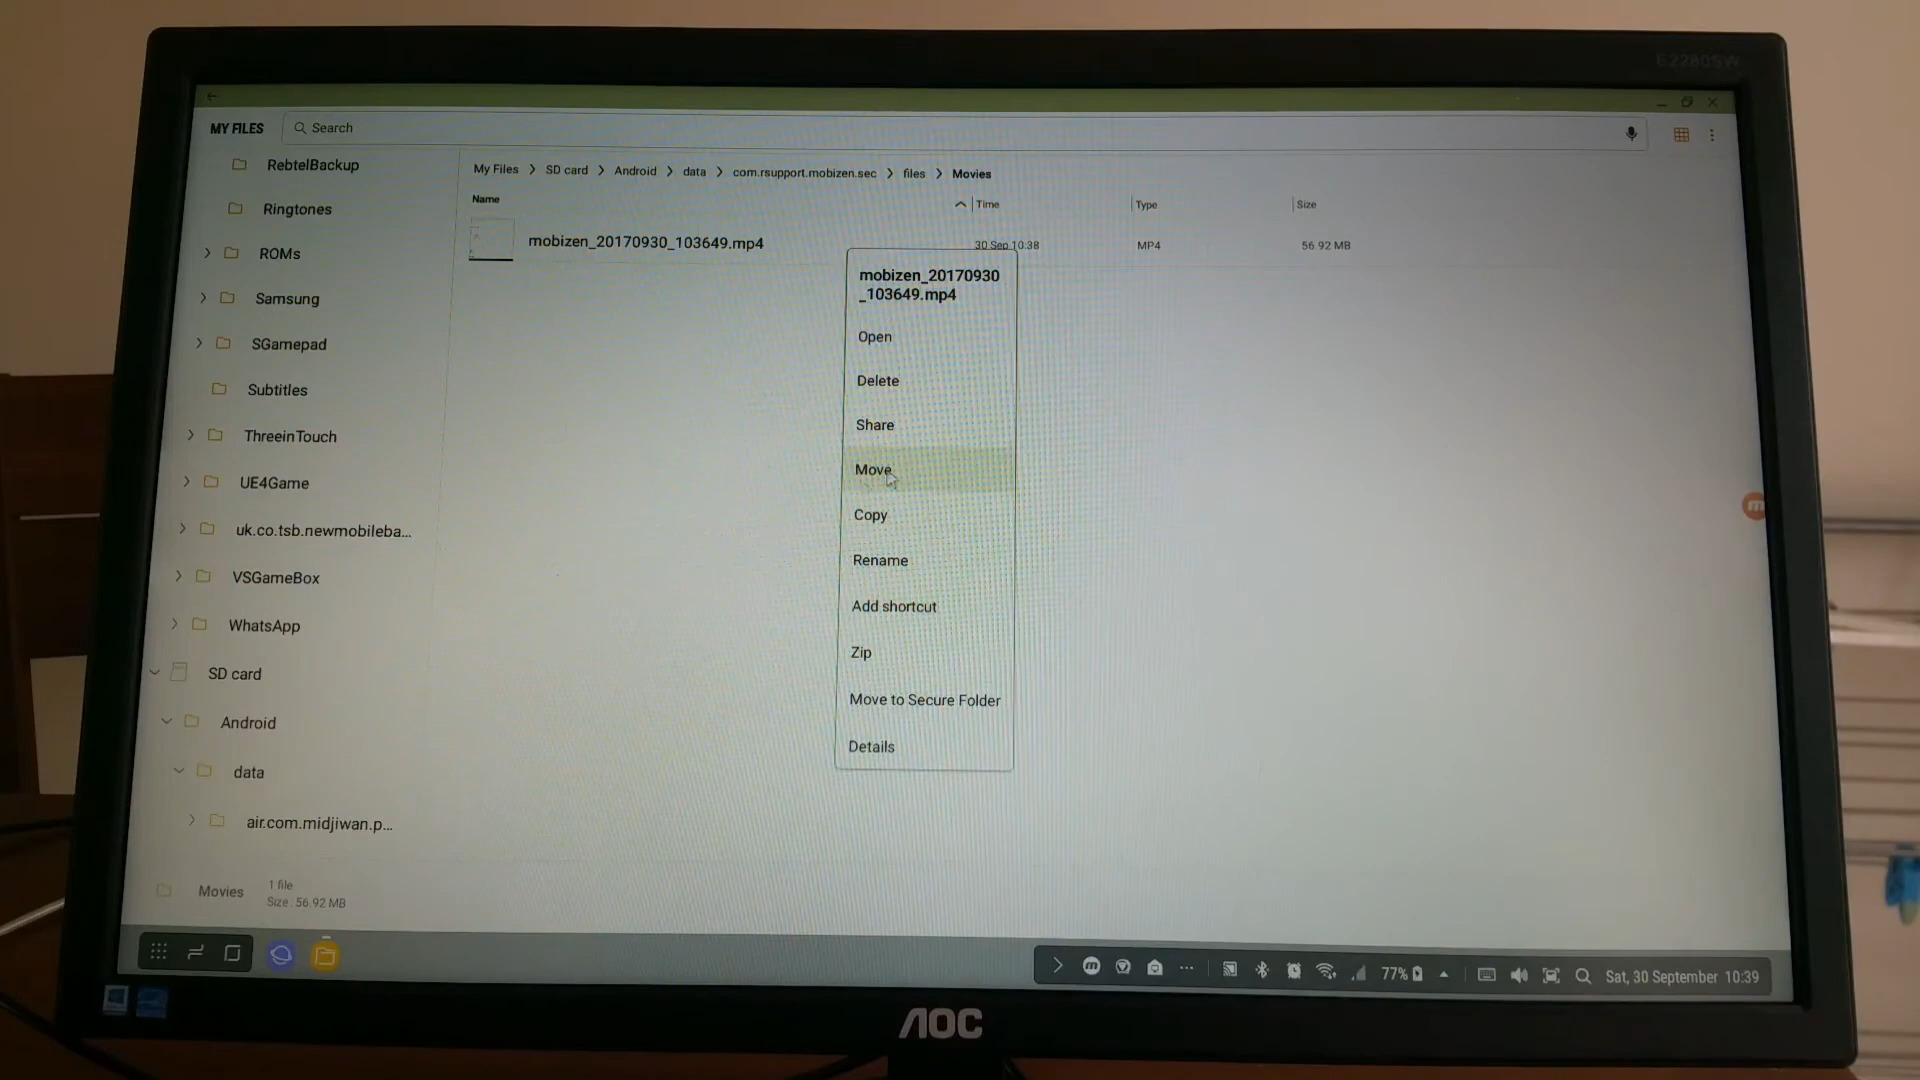 E2280SW
MY FILES
Search
RebtelBackup
Ringtones
ROMs
Samsung
SGamepad
Subtitles
ThreeinTouch
UE4Game
uk.co.tsb.newmobileba...
VSGameBox
WhatsApp
SD card
Android
data
air.com.midjiwan.p...
Movies
1 file
Size : 56.92 MB
My Files > SD card > Android > data > com.rsupport.mobizen.sec > files > Movies
Name Time Type Size
mobizen_20170930_103649.mp4 30 Sep 10:38 MP4 56.92 MB
mobizen_20170930
_103649.mp4
Open
Delete
Share
Move
Copy
Rename
Add shortcut
Zip
Move to Secure Folder
Details
m
77% Sat, 30 September 10:39
AOC